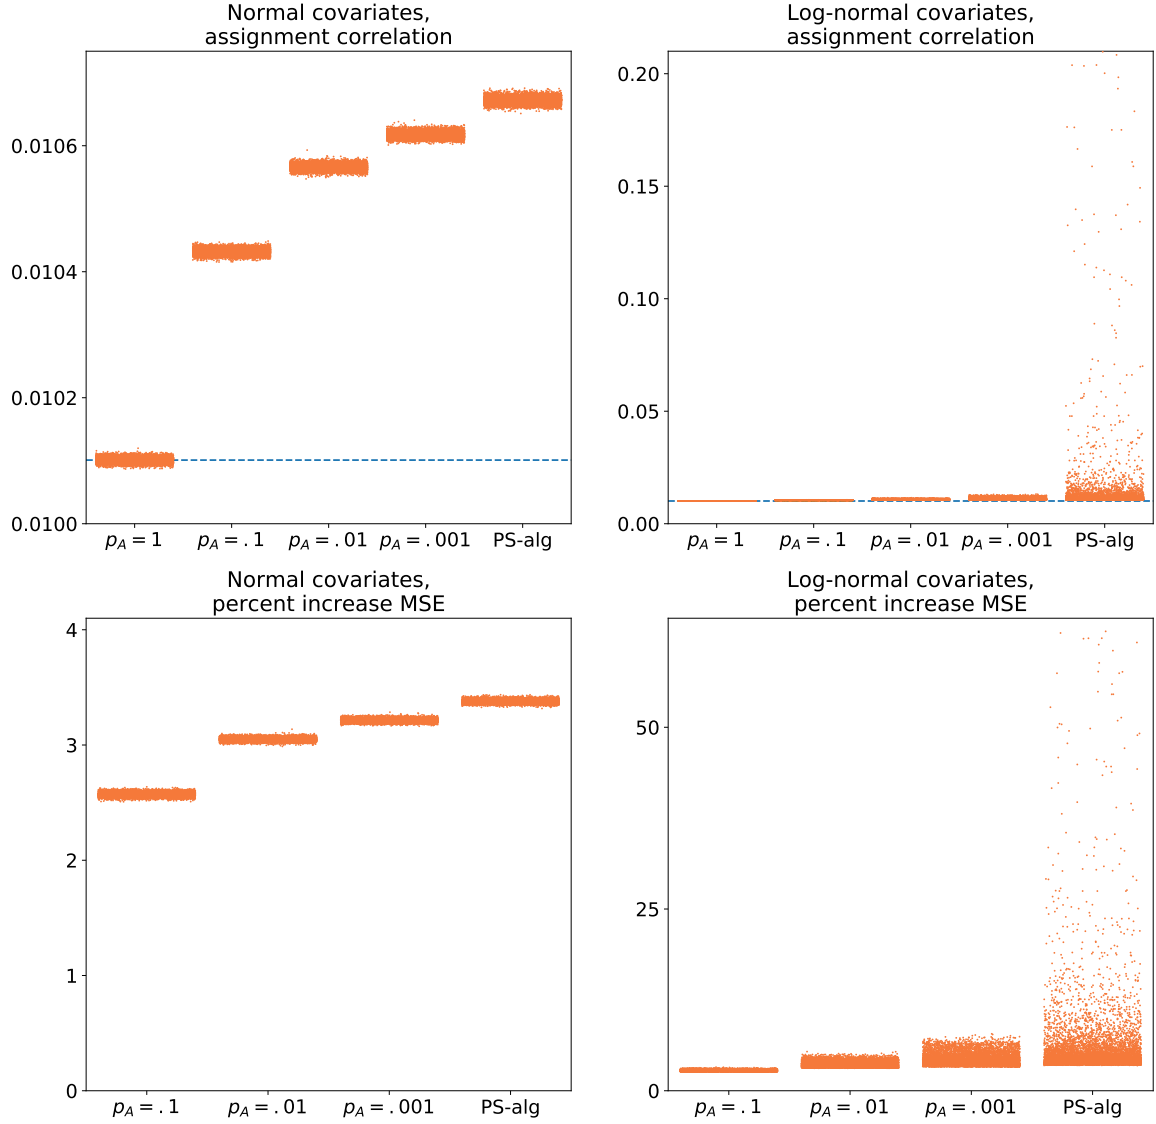 Normal covariates,
assignment correlation
0.0106
0.0104
0.0102
0.0100
p_A = 1
p_A = .1
p_A = .01
p_A = .001
PS-alg
Log-normal covariates,
assignment correlation
0.20
0.15
0.10
0.05
0.00
p_A = 1
p_A = .1
p_A = .01
p_A = .001
PS-alg
Normal covariates,
percent increase MSE
4
3
2
1
0
p_A = .1
p_A = .01
p_A = .001
PS-alg
Log-normal covariates,
percent increase MSE
50
25
0
p_A = .1
p_A = .01
p_A = .001
PS-alg